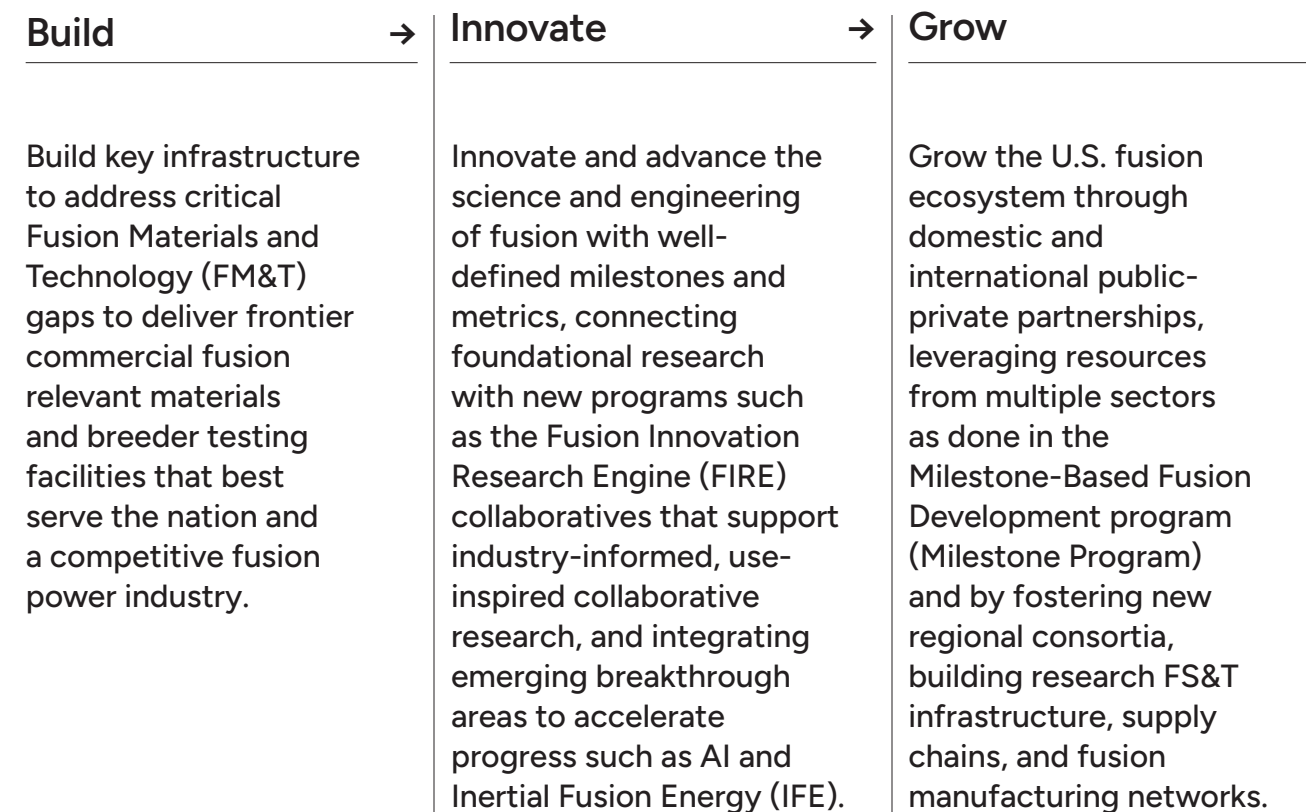 Build →
Build key infrastructure
to address critical
Fusion Materials and
Technology (FM&T)
gaps to deliver frontier
commercial fusion
relevant materials
and breeder testing
facilities that best
serve the nation and
a competitive fusion
power industry.
Innovate →
Innovate and advance the
science and engineering
of fusion with well-
defined milestones and
metrics, connecting
foundational research
with new programs such
as the Fusion Innovation
Research Engine (FIRE)
collaboratives that support
industry-informed, use-
inspired collaborative
research, and integrating
emerging breakthrough
areas to accelerate
progress such as AI and
Inertial Fusion Energy (IFE).
Grow
Grow the U.S. fusion
ecosystem through
domestic and
international public-
private partnerships,
leveraging resources
from multiple sectors
as done in the
Milestone-Based Fusion
Development program
(Milestone Program)
and by fostering new
regional consortia,
building research FS&T
infrastructure, supply
chains, and fusion
manufacturing networks.